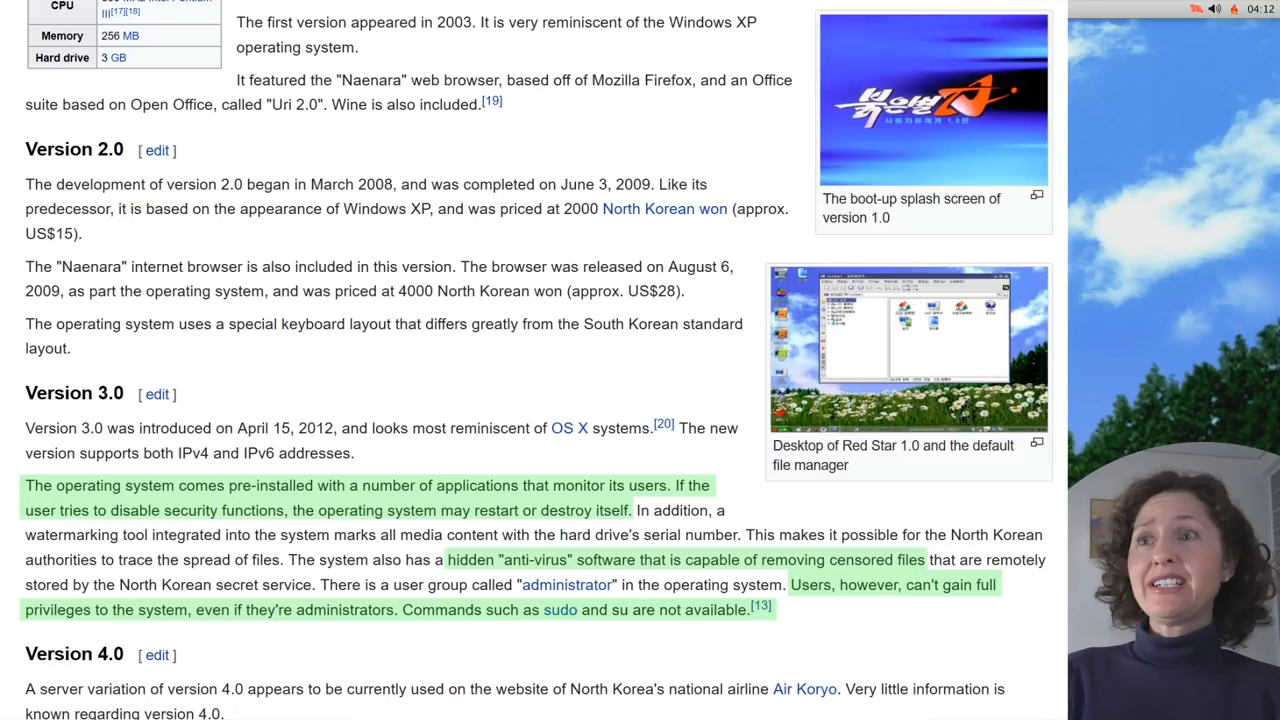 04:12
CPU
III[17][18]
Memory 256 MB
Hard drive 3 GB
The first version appeared in 2003. It is very reminiscent of the Windows XP
operating system.
It featured the "Naenara" web browser, based off of Mozilla Firefox, and an Office
suite based on Open Office, called "Uri 2.0". Wine is also included.[19]
붉은별
사용자용체계 1.0판
The boot-up splash screen of
version 1.0
Version 2.0 [ edit ]
The development of version 2.0 began in March 2008, and was completed on June 3, 2009. Like its
predecessor, it is based on the appearance of Windows XP, and was priced at 2000 North Korean won (approx.
US$15).
The "Naenara" internet browser is also included in this version. The browser was released on August 6,
2009, as part the operating system, and was priced at 4000 North Korean won (approx. US$28).
The operating system uses a special keyboard layout that differs greatly from the South Korean standard
layout.
Desktop of Red Star 1.0 and the default
file manager
Version 3.0 [ edit ]
Version 3.0 was introduced on April 15, 2012, and looks most reminiscent of OS X systems.[20] The new
version supports both IPv4 and IPv6 addresses.
The operating system comes pre-installed with a number of applications that monitor its users. If the
user tries to disable security functions, the operating system may restart or destroy itself. In addition, a
watermarking tool integrated into the system marks all media content with the hard drive's serial number. This makes it possible for the North Korean
authorities to trace the spread of files. The system also has a hidden "anti-virus" software that is capable of removing censored files that are remotely
stored by the North Korean secret service. There is a user group called "administrator" in the operating system. Users, however, can't gain full
privileges to the system, even if they're administrators. Commands such as sudo and su are not available.[13]
Version 4.0 [ edit ]
A server variation of version 4.0 appears to be currently used on the website of North Korea's national airline Air Koryo. Very little information is
known regarding version 4.0.